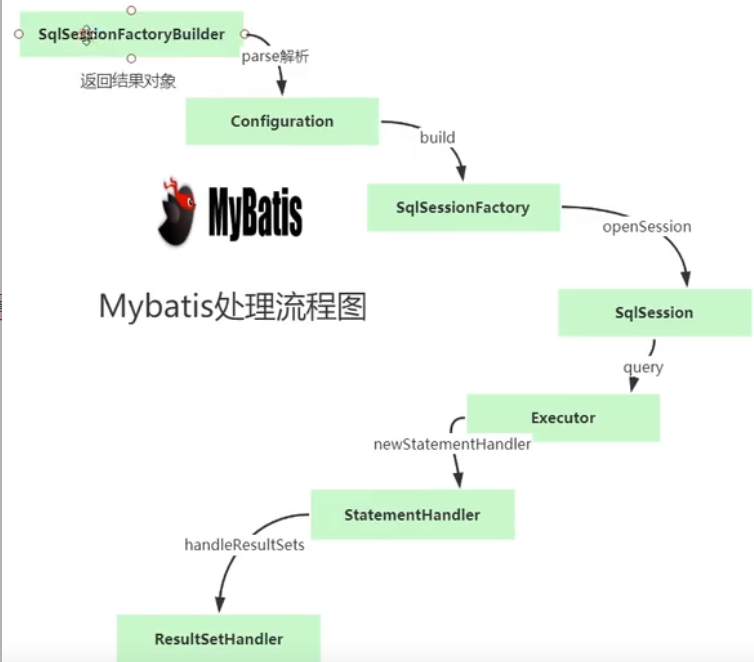 SqlSessionFactoryBuilder
parse解析
返回结果对象
Configuration
build
MyBatis
SqlSessionFactory
openSession
Mybatis处理流程图
SqlSession
query
Executor
newStatementHandler
StatementHandler
handleResultSets
ResultSetHandler